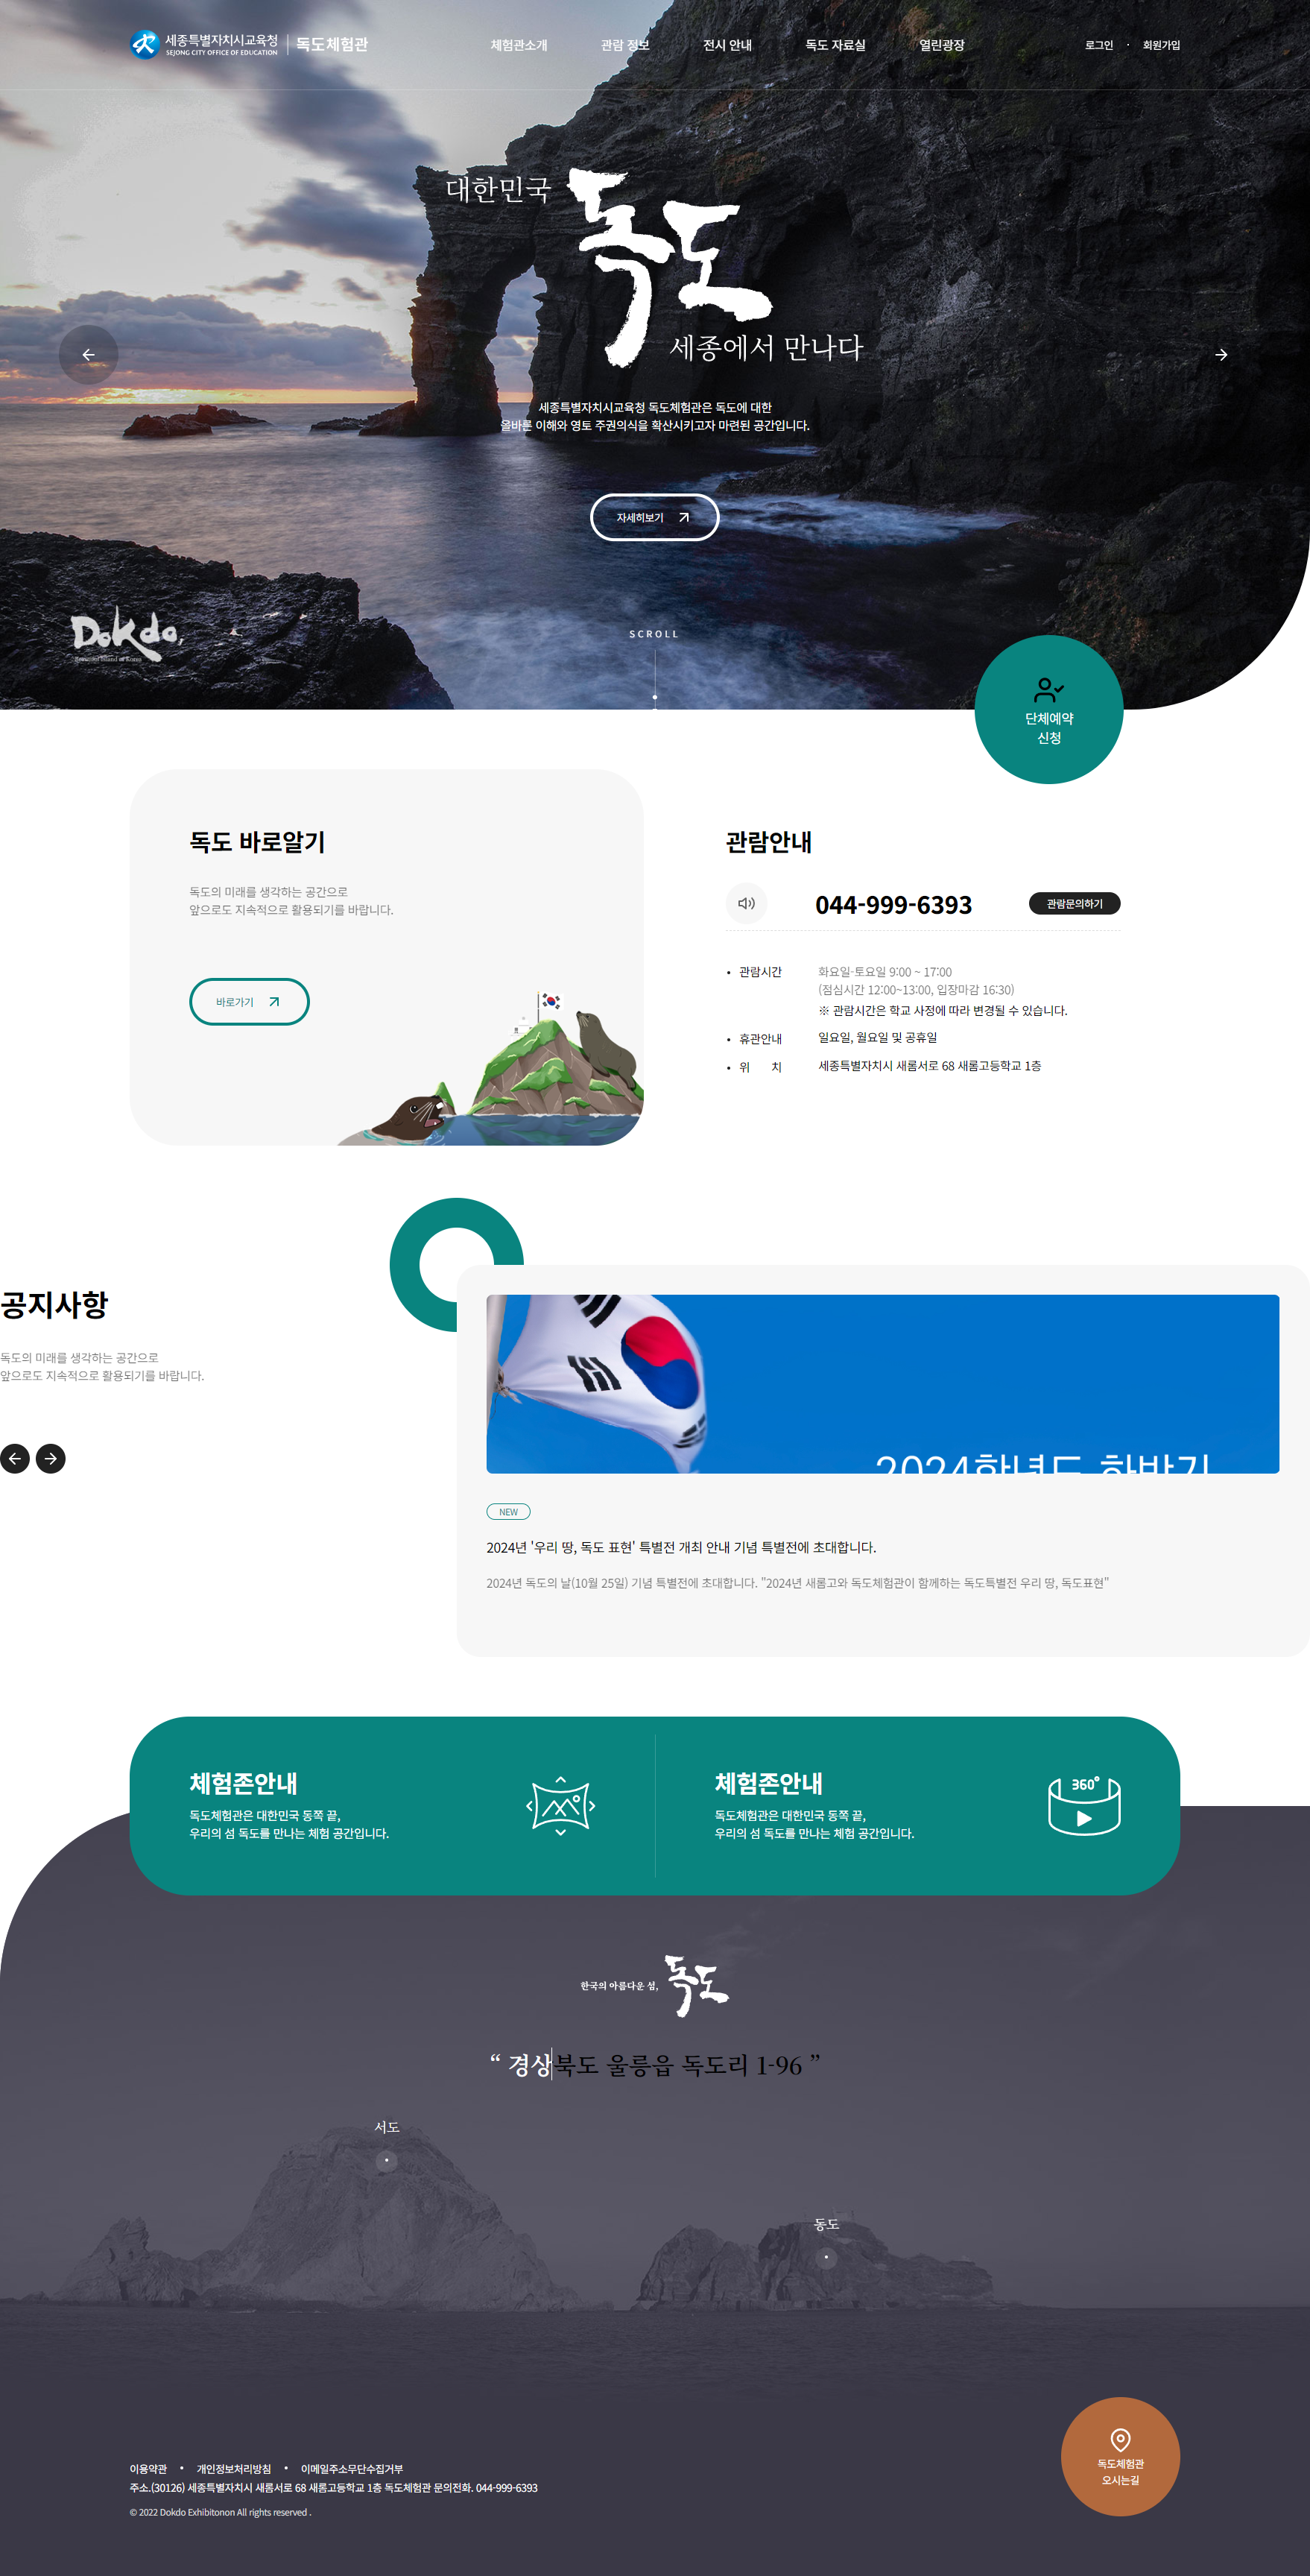 세종특별자치시교육청
SEJONG CITY OFFICE OF EDUCATION
독도체험관
체험관소개
관람 정보
전시 안내
독도 자료실
열린광장
로그인 · 회원가입
대한민국
독도
세종에서 만나다
세종특별자치시교육청 독도체험관은 독도에 대한
올바른 이해와 영토 주권의식을 확산시키고자 마련된 공간입니다.
자세히보기
Dokdo,
Beautiful Island of Korea
SCROLL
단체예약
신청
독도 바로알기
독도의 미래를 생각하는 공간으로
앞으로도 지속적으로 활용되기를 바랍니다.
바로가기
관람안내
044-999-6393
관람문의하기
• 관람시간
화요일-토요일 9:00 ~ 17:00
(점심시간 12:00~13:00, 입장마감 16:30)
※ 관람시간은 학교 사정에 따라 변경될 수 있습니다.
• 휴관안내
일요일, 월요일 및 공휴일
• 위 치
세종특별자치시 새롬서로 68 새롬고등학교 1층
공지사항
독도의 미래를 생각하는 공간으로
앞으로도 지속적으로 활용되기를 바랍니다.
2024학년도 하반기
NEW
2024년 '우리 땅, 독도 표현' 특별전 개최 안내 기념 특별전에 초대합니다.
2024년 독도의 날(10월 25일) 기념 특별전에 초대합니다. "2024년 새롬고와 독도체험관이 함께하는 독도특별전 우리 땅, 독도표현"
체험존안내
독도체험관은 대한민국 동쪽 끝,
우리의 섬 독도를 만나는 체험 공간입니다.
체험존안내
독도체험관은 대한민국 동쪽 끝,
우리의 섬 독도를 만나는 체험 공간입니다.
360°
한국의 아름다운 섬,
독도
“ 경상북도 울릉읍 독도리 1-96 ”
서도
동도
독도체험관
오시는길
이용약관 • 개인정보처리방침 • 이메일주소무단수집거부
주소.(30126) 세종특별자치시 새롬서로 68 새롬고등학교 1층 독도체험관 문의전화. 044-999-6393
© 2022 Dokdo Exhibitonon All rights reserved .